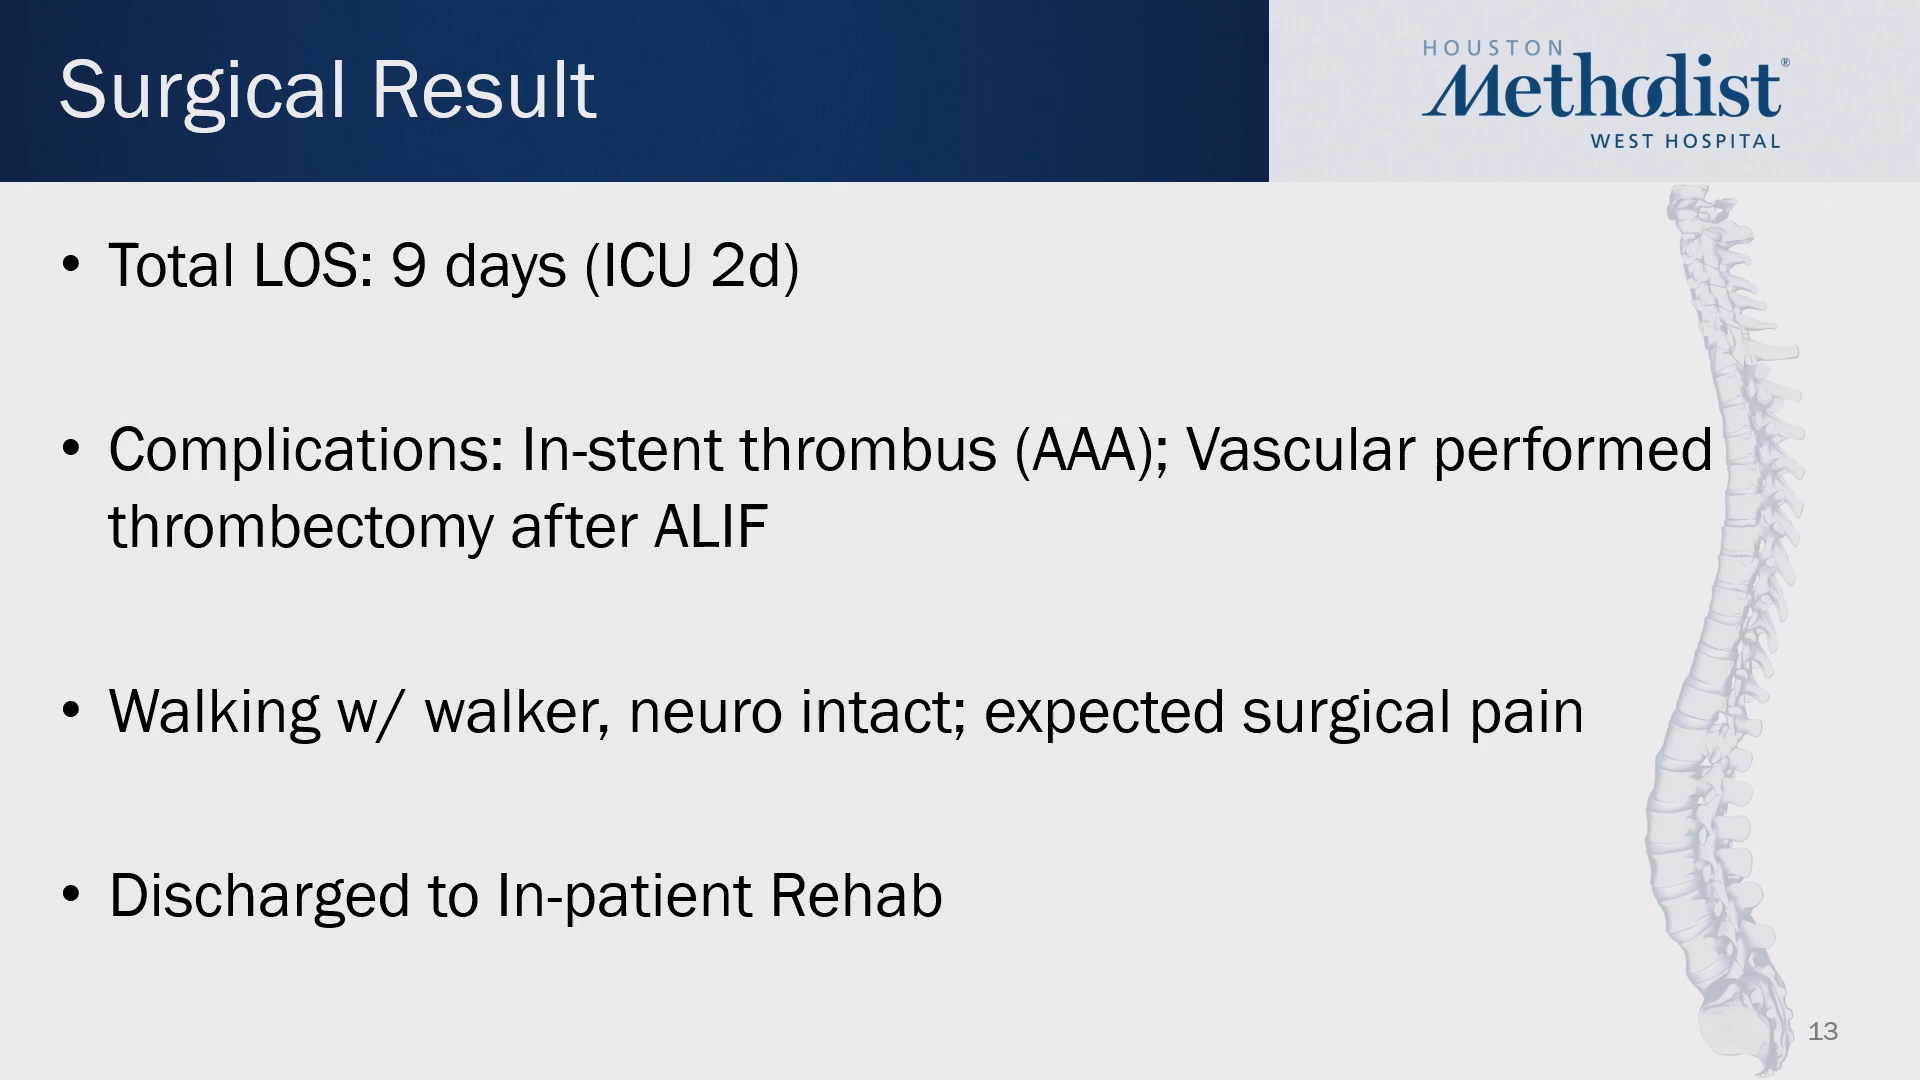 Surgical Result
HOUSTON
Methodist®
WEST HOSPITAL
• Total LOS: 9 days (ICU 2d)
• Complications: In-stent thrombus (AAA); Vascular performed
thrombectomy after ALIF
• Walking w/ walker, neuro intact; expected surgical pain
• Discharged to In-patient Rehab
13